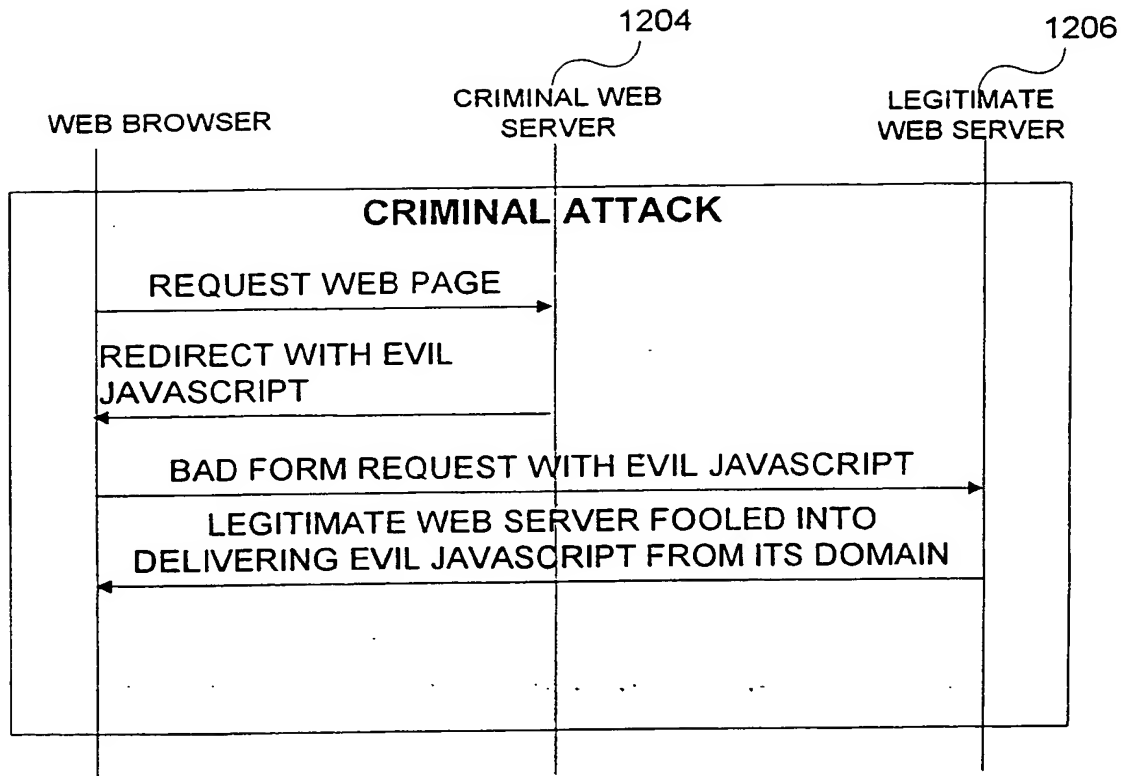 1204
1206
WEB BROWSER
CRIMINAL WEB
SERVER
LEGITIMATE
WEB SERVER
CRIMINAL ATTACK
REQUEST WEB PAGE
REDIRECT WITH EVIL
JAVASCRIPT
BAD FORM REQUEST WITH EVIL JAVASCRIPT
LEGITIMATE WEB SERVER FOOLED INTO
DELIVERING EVIL JAVASCRIPT FROM ITS DOMAIN